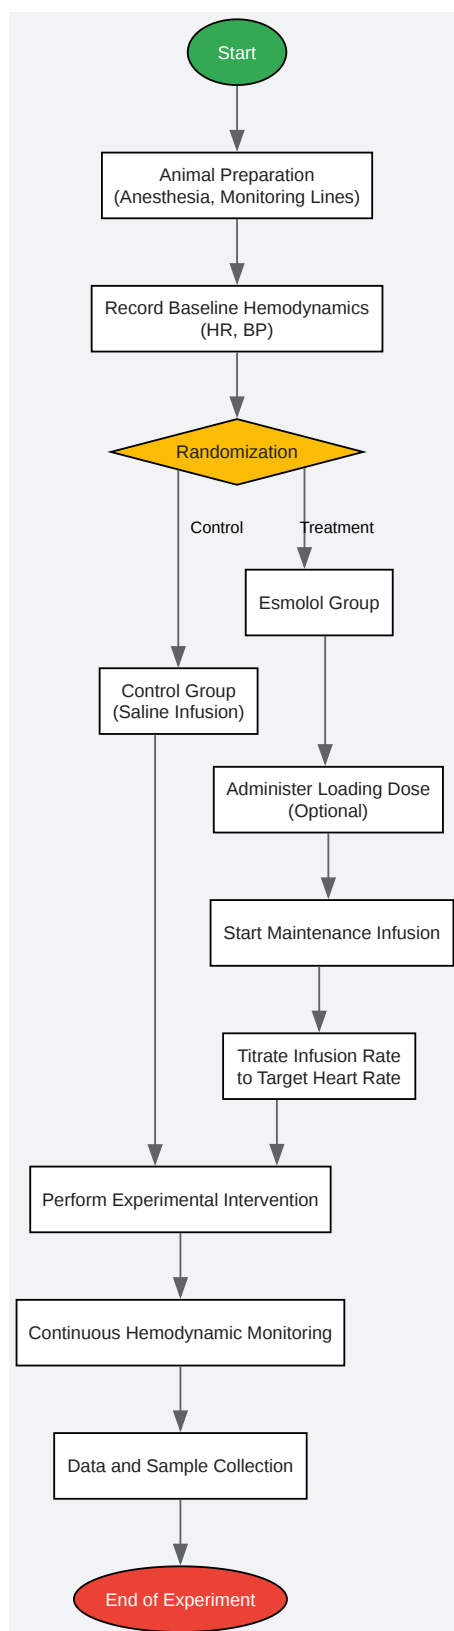 Start
Animal Preparation
(Anesthesia, Monitoring Lines)
Record Baseline Hemodynamics
(HR, BP)
Randomization
Control
Treatment
Esmolol Group
Control Group
(Saline Infusion)
Administer Loading Dose
(Optional)
Start Maintenance Infusion
Titrate Infusion Rate
to Target Heart Rate
Perform Experimental Intervention
Continuous Hemodynamic Monitoring
Data and Sample Collection
End of Experiment